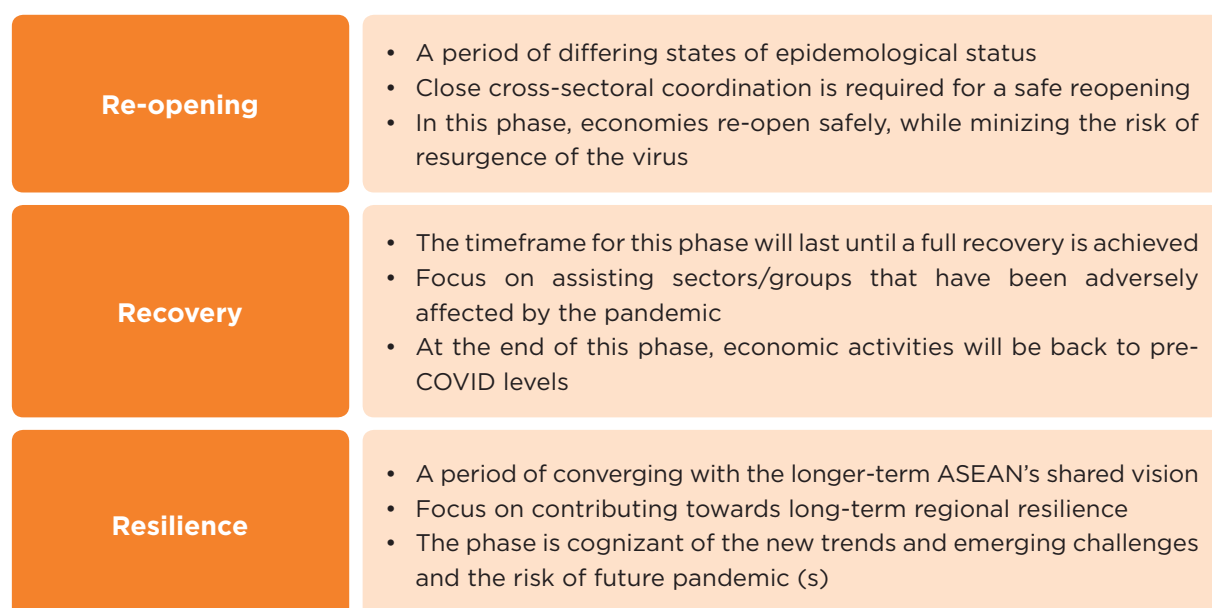 Re-opening
• A period of differing states of epidemological status
• Close cross-sectoral coordination is required for a safe reopening
• In this phase, economies re-open safely, while minizing the risk of
resurgence of the virus
Recovery
• The timeframe for this phase will last until a full recovery is achieved
• Focus on assisting sectors/groups that have been adversely
affected by the pandemic
• At the end of this phase, economic activities will be back to pre-
COVID levels
Resilience
• A period of converging with the longer-term ASEAN’s shared vision
• Focus on contributing towards long-term regional resilience
• The phase is cognizant of the new trends and emerging challenges
and the risk of future pandemic (s)